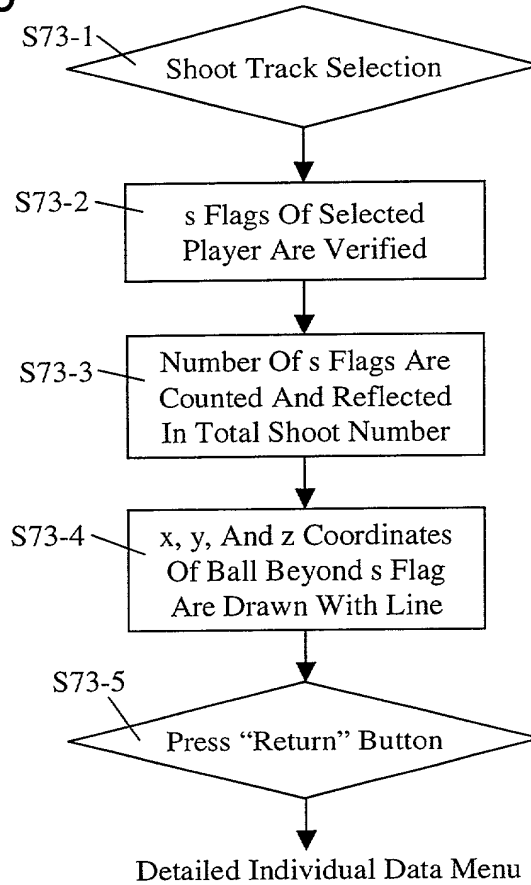 S73-1
Shoot Track Selection
S73-2
s Flags Of Selected
Player Are Verified
S73-3
Number Of s Flags Are
Counted And Reflected
In Total Shoot Number
S73-4
x, y, And z Coordinates
Of Ball Beyond s Flag
Are Drawn With Line
S73-5
Press “Return” Button
Detailed Individual Data Menu